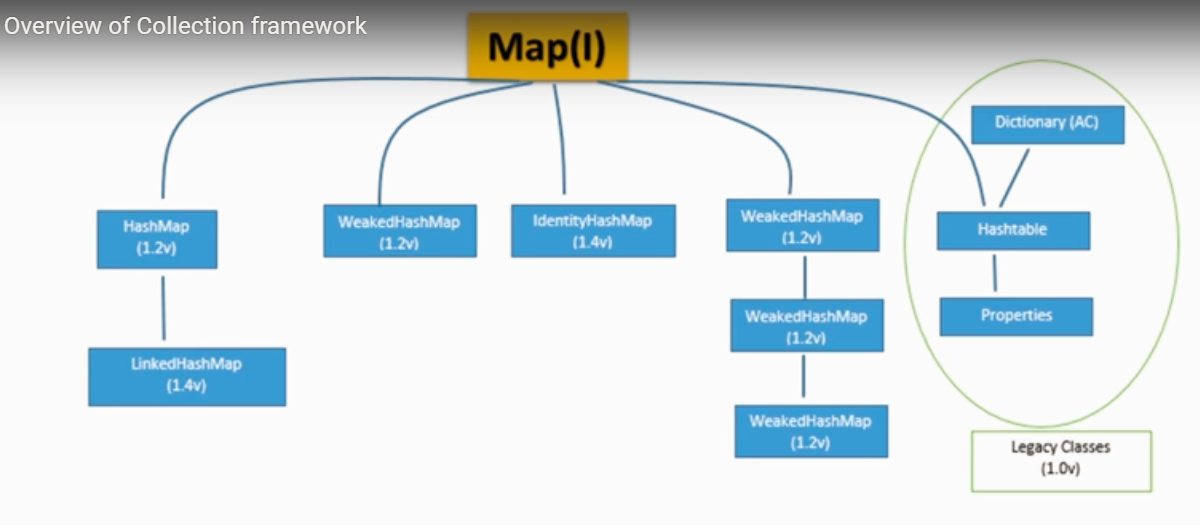 Overview of Collection framework
Map(I)
HashMap
(1.2v)
LinkedHashMap
(1.4v)
WeakedHashMap
(1.2v)
IdentityHashMap
(1.4v)
WeakedHashMap
(1.2v)
WeakedHashMap
(1.2v)
WeakedHashMap
(1.2v)
Dictionary (AC)
Hashtable
Properties
Legacy Classes
(1.0v)